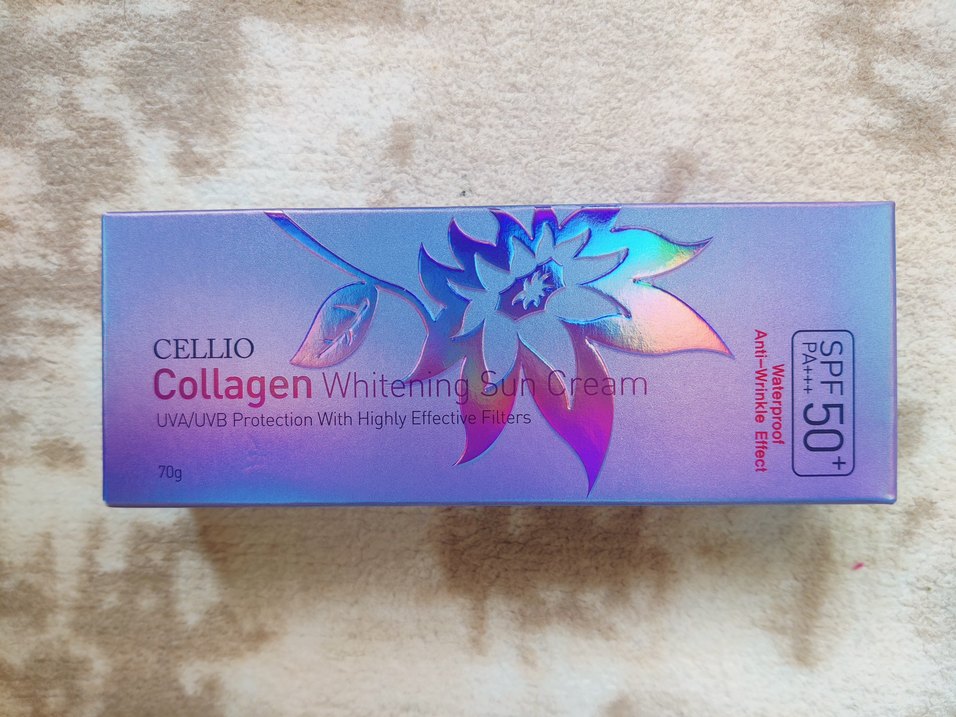 CELLIO
Collagen Whitening Sun Cream
UVA/UVB Protection With Highly Effective Filters
70g
Waterproof
Anti-Wrinkle Effect
SPF 50+
PA+++